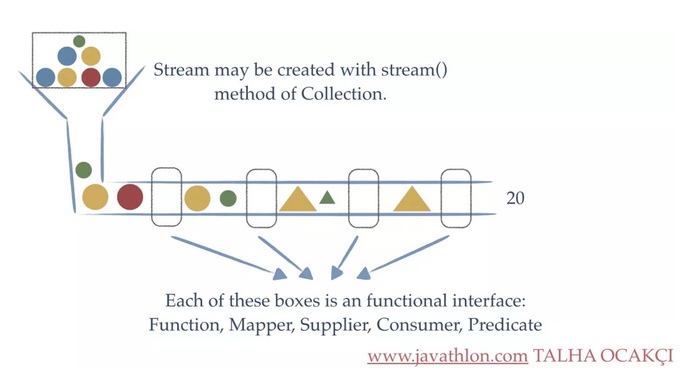 Stream may be created with stream()
method of Collection.
20
Each of these boxes is an functional interface:
Function, Mapper, Supplier, Consumer, Predicate
www.javathlon.com TALHA OCAKÇI